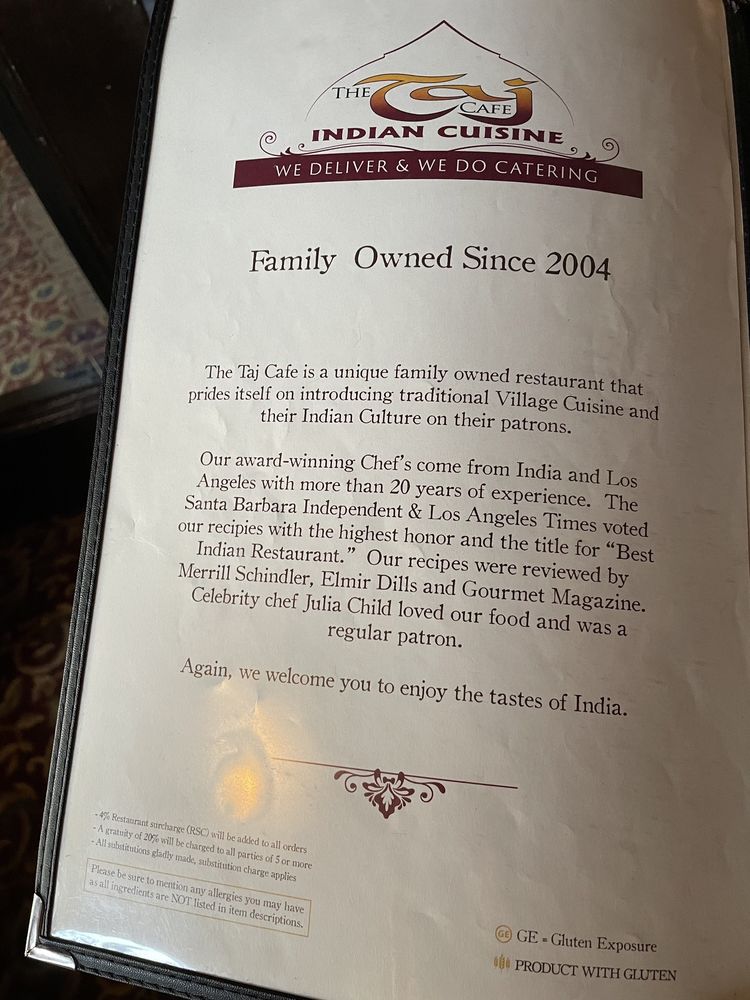 THE Taj CAFE
INDIAN CUISINE
WE DELIVER & WE DO CATERING
Family Owned Since 2004
The Taj Cafe is a unique family owned restaurant that
prides itself on introducing traditional Village Cuisine and
their Indian Culture on their patrons.
Our award-winning Chef's come from India and Los
Angeles with more than 20 years of experience. The
Santa Barbara Independent & Los Angeles Times voted
our recipies with the highest honor and the title for “Best
Indian Restaurant.” Our recipes were reviewed by
Merrill Schindler, Elmir Dills and Gourmet Magazine.
Celebrity chef Julia Child loved our food and was a
regular patron.
Again, we welcome you to enjoy the tastes of India.
- 4% Restaurant surcharge (RSC) will be added to all orders
- A gratuity of 20% will be charged to all parties of 5 or more
- All substitutions gladly made, substitution charge applies
Please be sure to mention any allergies you may have
as all ingredients are NOT listed in item descriptions.
GE GE = Gluten Exposure
PRODUCT WITH GLUTEN